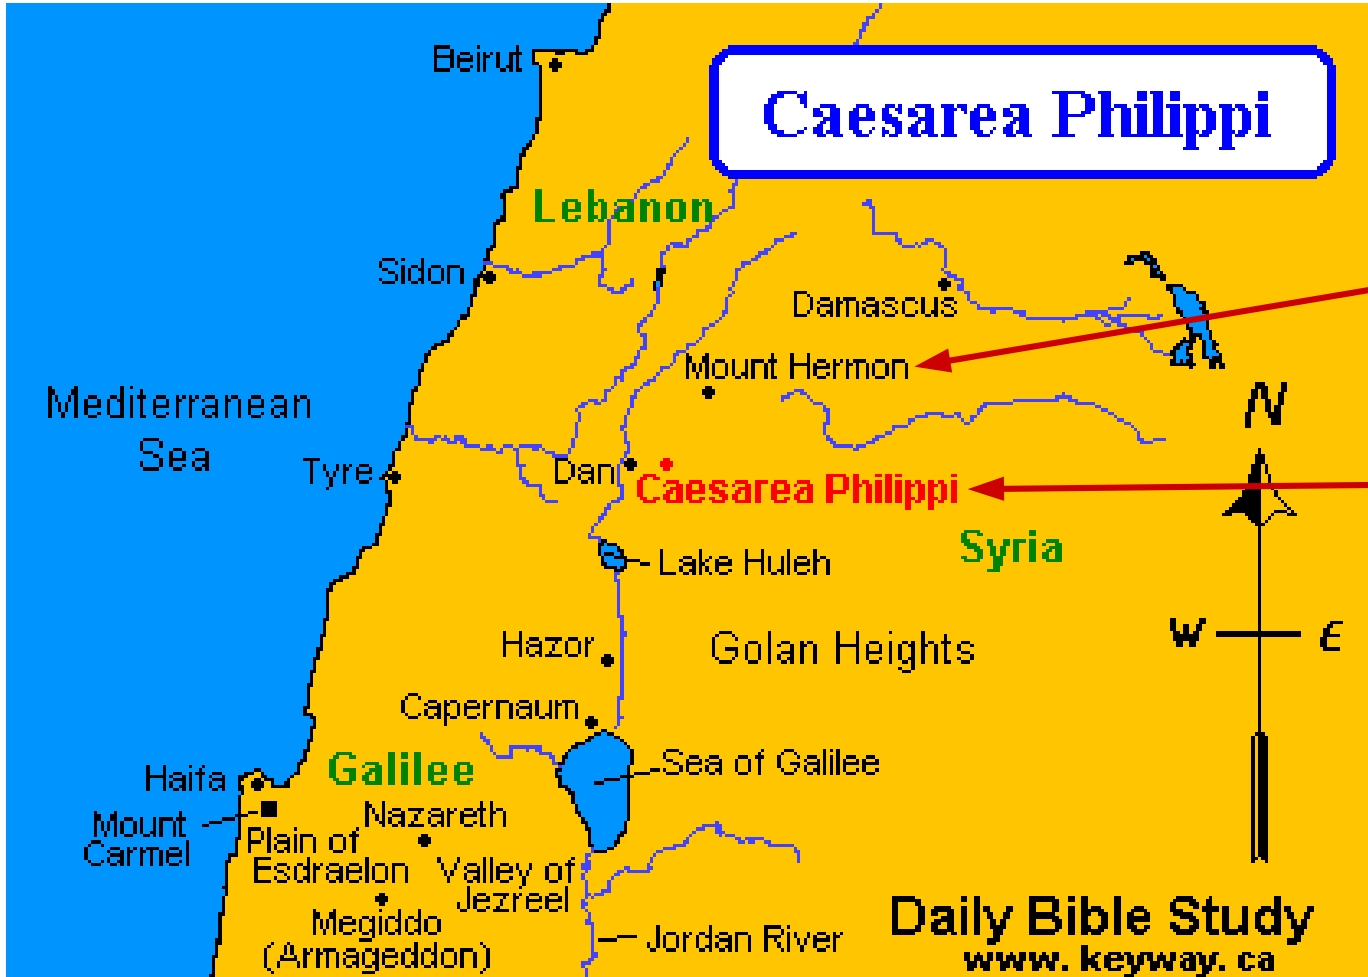 Beirut
Caesarea Philippi
Lebanon
Sidon
Damascus
Mount Hermon
Mediterranean
Sea
Tyre
Dan
Caesarea Philippi
N
Syria
Lake Huleh
W
E
Hazor
Golan Heights
Capernaum
Sea of Galilee
Galilee
Haifa
Mount
Carmel
Nazareth
Plain of
Esdraelon
Valley of
Jezreel
Megiddo
(Armageddon)
Jordan River
Daily Bible Study
www.keyway.ca